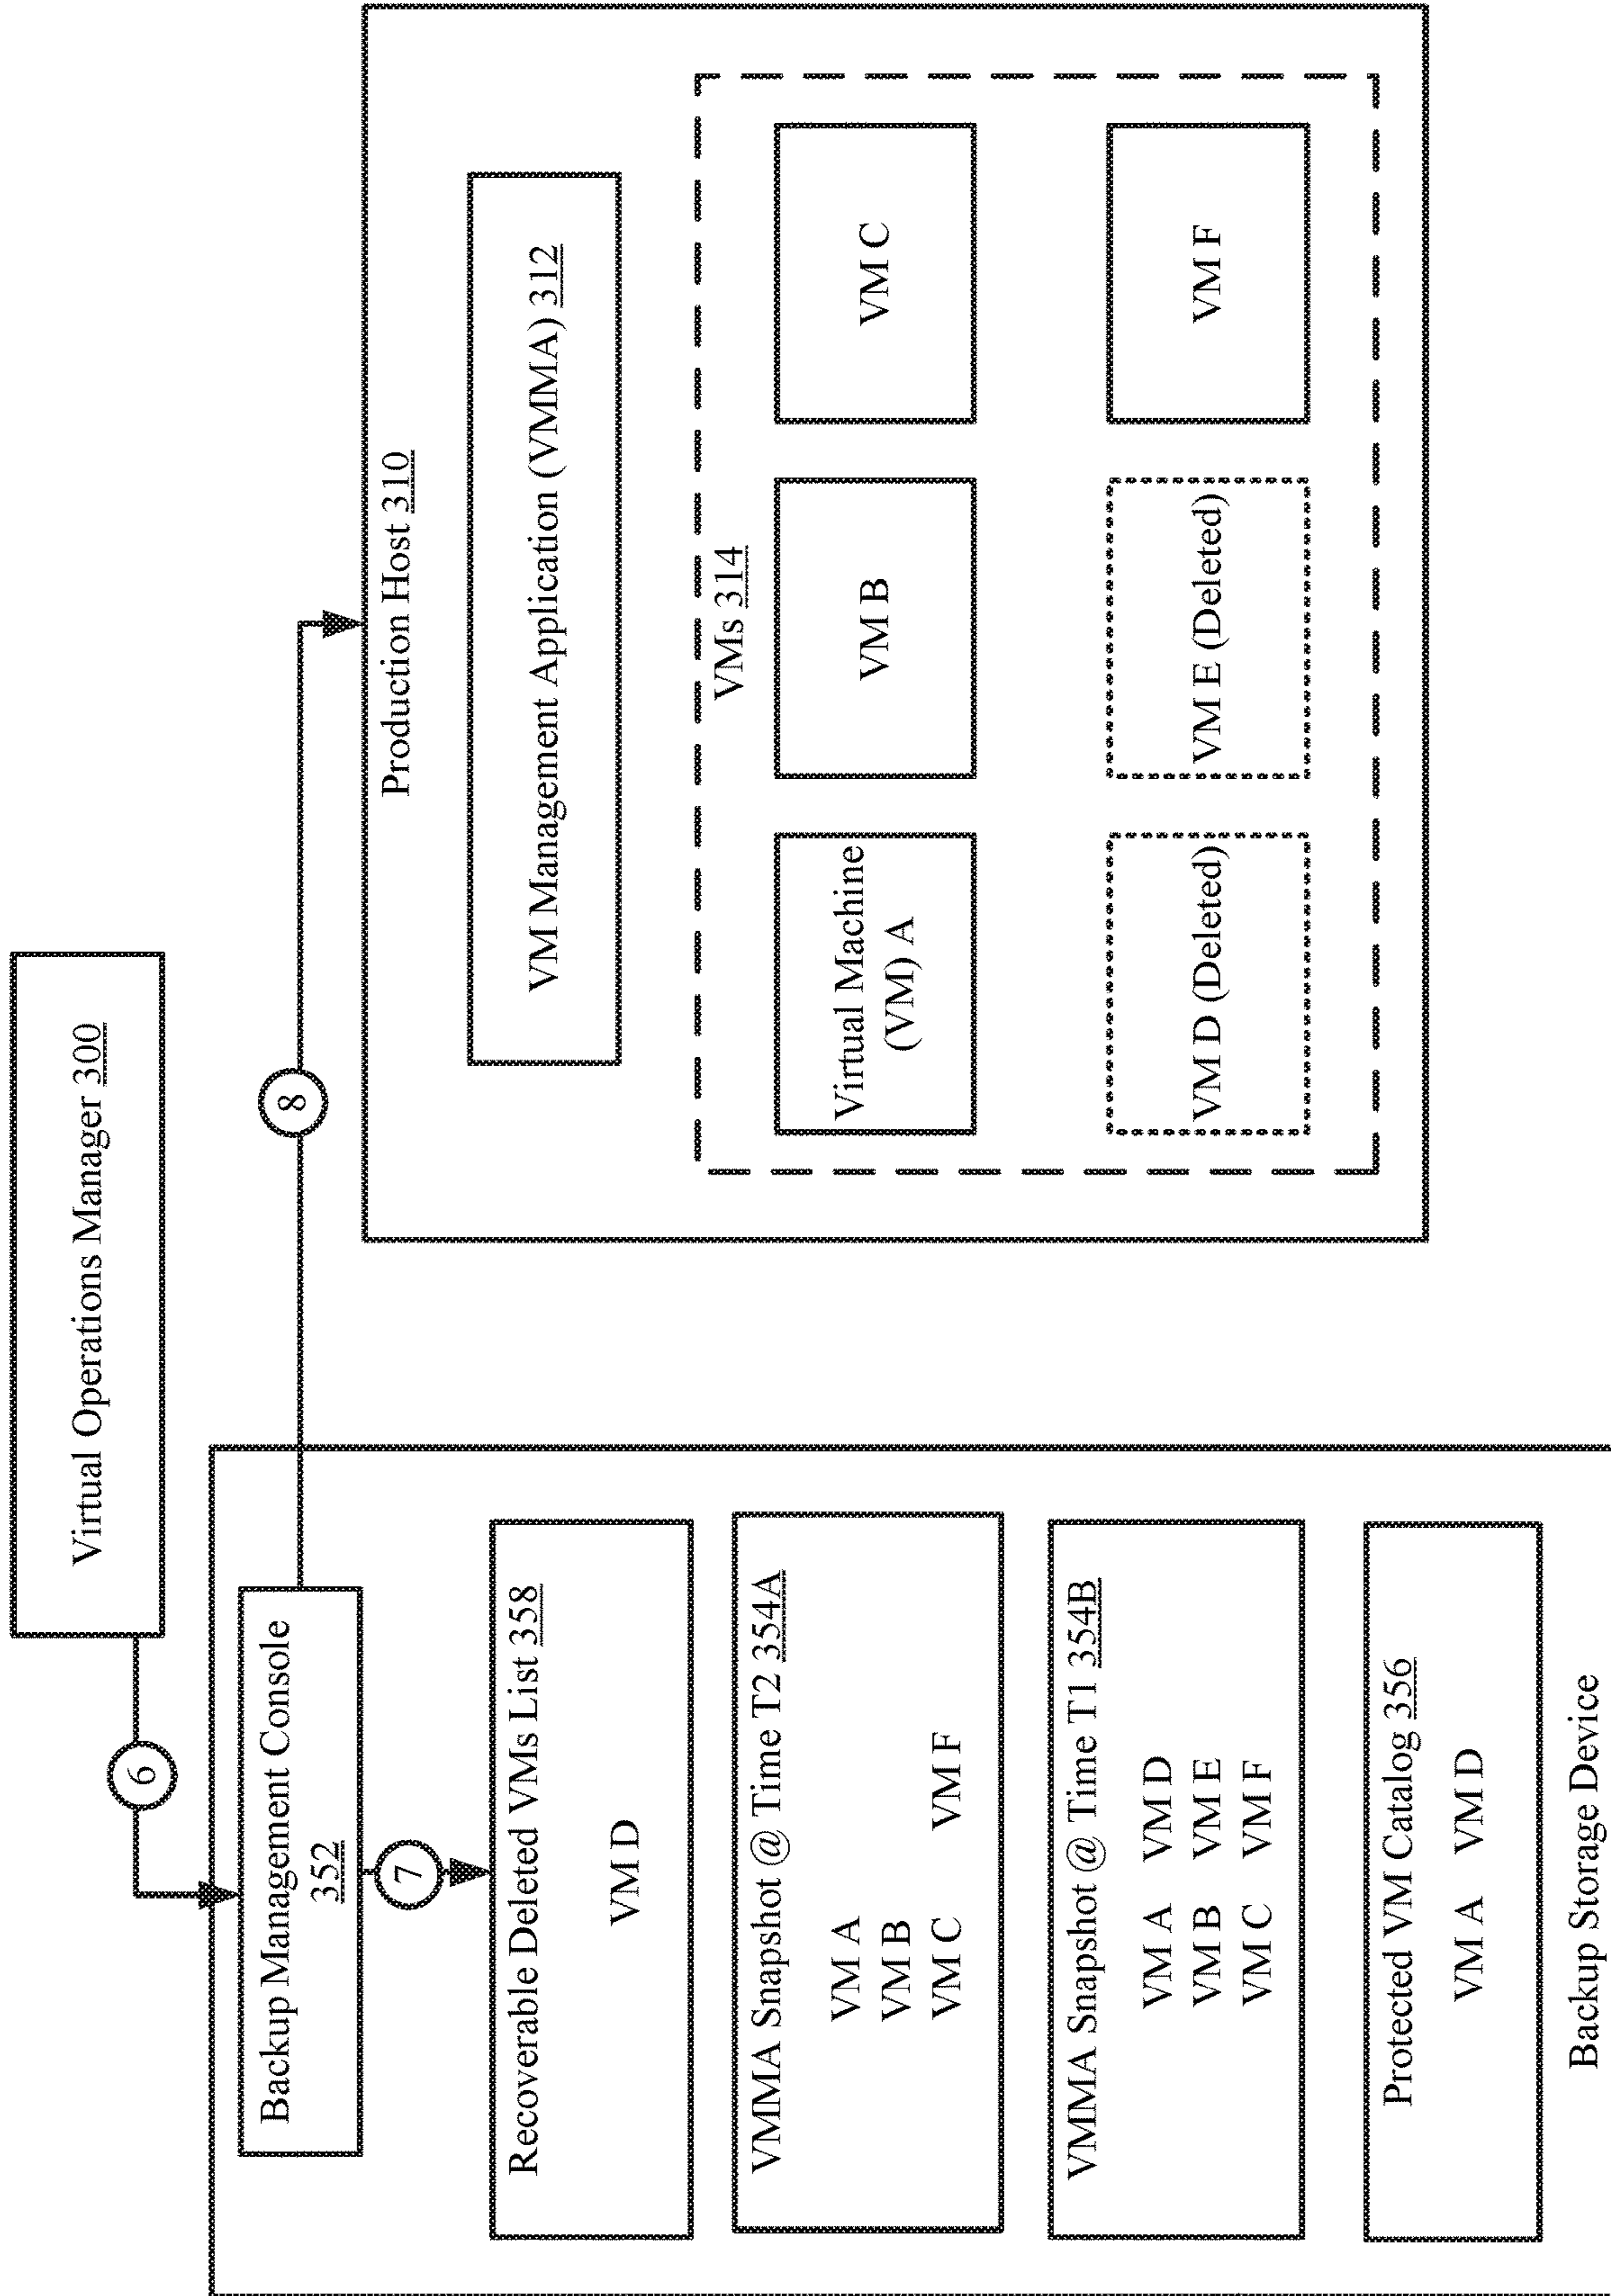 Virtual Operations Manager 300
6
8
Backup Management Console
352
7
Recoverable Deleted VMs List 358
VM D
VMMA Snapshot @ Time T2 354A
VM A
VM B
VM C VM F
VMMA Snapshot @ Time T1 354B
VM A VM D
VM B VM E
VM C VM F
Protected VM Catalog 356
VM A VM D
Backup Storage Device
Production Host 310
VM Management Application (VMMA) 312
VMs 314
Virtual Machine
(VM) A
VM B
VM C
VM D (Deleted)
VM E (Deleted)
VM F